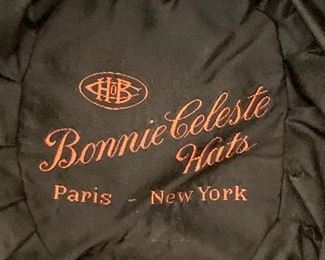 Bonnie Celeste
Hats
Paris - New York